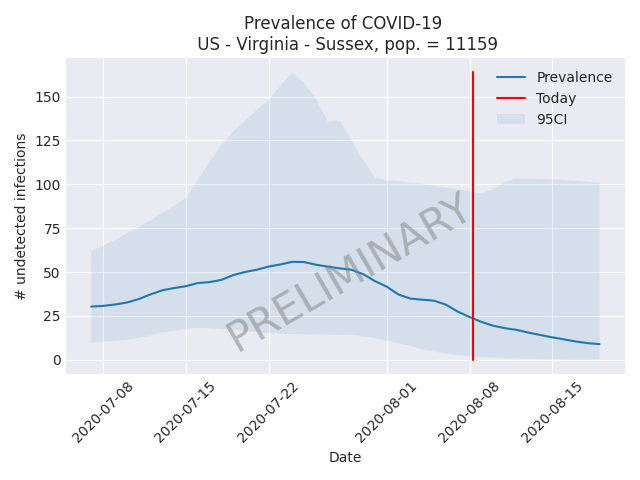 Prevalence of COVID-19
US - Virginia - Sussex, pop. = 11159
Prevalence
Today
95CI
# undetected infections
150
125
100
75
50
25
0
PRELIMINARY
2020-07-08
2020-07-15
2020-07-22
2020-08-01
2020-08-08
2020-08-15
Date